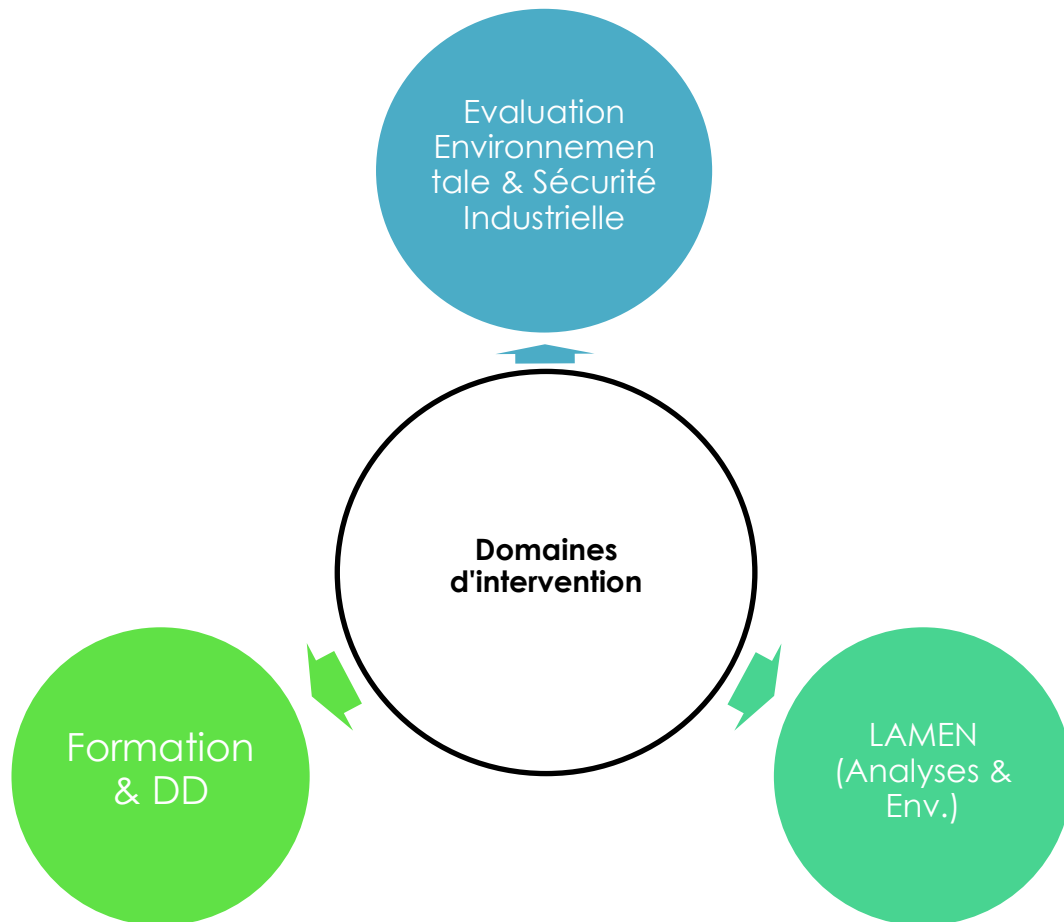 Evaluation
Environnemen
tale & Sécurité
Industrielle
Domaines
d'intervention
Formation
& DD
LAMEN
(Analyses &
Env.)